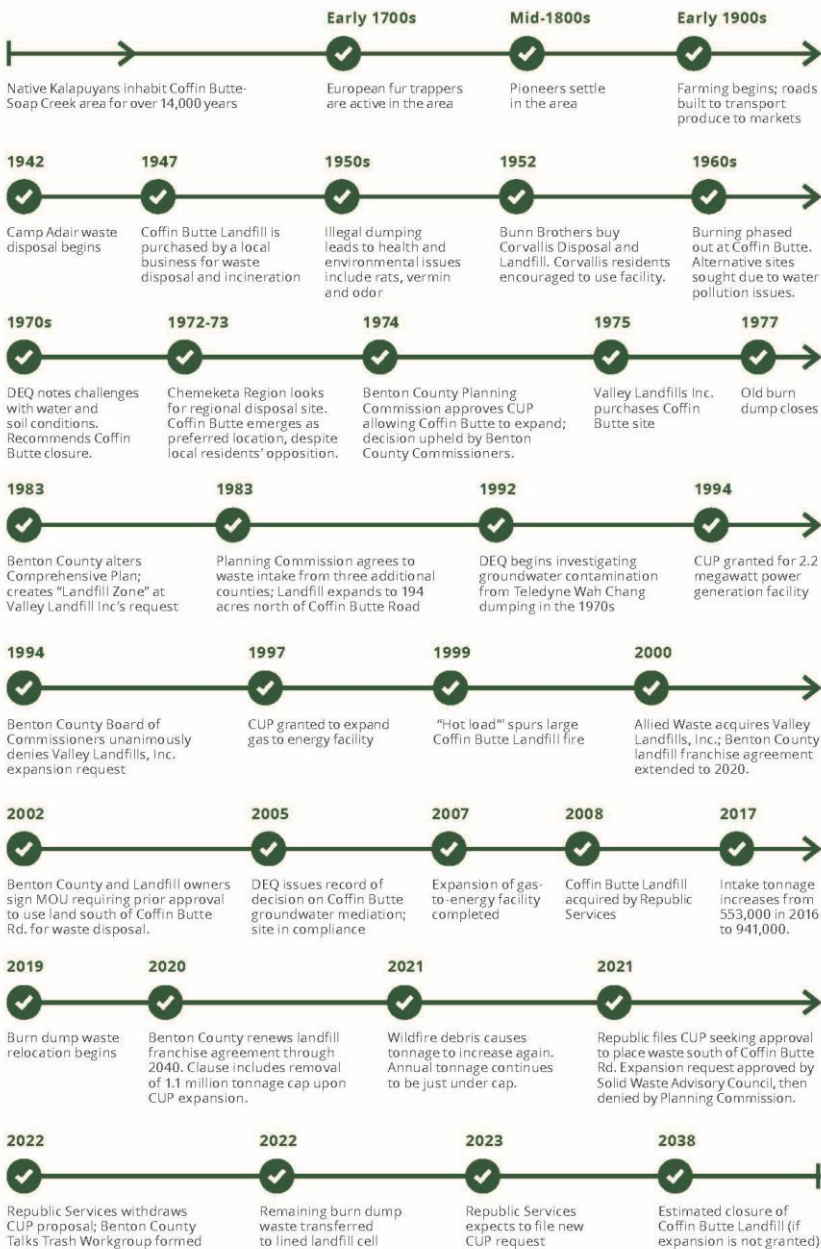 Early 1700s
Mid-1800s
Early 1900s
Native Kalapuyans inhabit Coffin Butte-
Soap Creek area for over 14,000 years
European fur trappers
are active in the area
Pioneers settle
in the area
Farming begins; roads
built to transport
produce to markets
1942
1947
1950s
1952
1960s
Camp Adair waste
disposal begins
Coffin Butte Landfill is
purchased by a local
business for waste
disposal and incineration
Illegal dumping
leads to health and
environmental issues
include rats, vermin
and odor
Bunn Brothers buy
Corvallis Disposal and
Landfill. Corvallis residents
encouraged to use facility.
Burning phased
out at Coffin Butte.
Alternative sites
sought due to water
pollution issues.
1970s
1972-73
1974
1975
1977
DEQ notes challenges
with water and
soil conditions.
Recommends Coffin
Butte closure.
Chemeketa Region looks
for regional disposal site.
Coffin Butte emerges as
preferred location, despite
local residents' opposition.
Benton County Planning
Commission approves CUP
allowing Coffin Butte to expand;
decision upheld by Benton
County Commissioners.
Valley Landfills Inc.
purchases Coffin
Butte site
Old burn
dump closes
1983
1983
1992
1994
Benton County alters
Comprehensive Plan;
creates "Landfill Zone" at
Valley Landfill Inc's request
Planning Commission agrees to
waste intake from three additional
counties; Landfill expands to 194
acres north of Coffin Butte Road
DEQ begins investigating
groundwater contamination
from Teledyne Wah Chang
dumping in the 1970s
CUP granted for 2.2
megawatt power
generation facility
1994
1997
1999
2000
Benton County Board of
Commissioners unanimously
denies Valley Landfills, Inc.
expansion request
CUP granted to expand
gas to energy facility
"Hot load"' spurs large
Coffin Butte Landfill fire
Allied Waste acquires Valley
Landfills, Inc.; Benton County
landfill franchise agreement
extended to 2020.
2002
2005
2007
2008
2017
Benton County and Landfill owners
sign MOU requiring prior approval
to use land south of Coffin Butte
Rd. for waste disposal.
DEQ issues record of
decision on Coffin Butte
groundwater mediation;
site in compliance
Expansion of gas-
to-energy facility
completed
Coffin Butte Landfill
acquired by Republic
Services
Intake tonnage
increases from
553,000 in 2016
to 941,000.
2019
2020
2021
2021
Burn dump waste
relocation begins
Benton County renews landfill
franchise agreement through
2040. Clause includes removal
of 1.1 million tonnage cap upon
CUP expansion.
Wildfire debris causes
tonnage to increase again.
Annual tonnage continues
to be just under cap.
Republic files CUP seeking approval
to place waste south of Coffin Butte
Rd. Expansion request approved by
Solid Waste Advisory Council, then
denied by Planning Commission.
2022
2022
2023
2038
Republic Services withdraws
CUP proposal; Benton County
Talks Trash Workgroup formed
Remaining burn dump
waste transferred
to lined landfill cell
Republic Services
expects to file new
CUP request
Estimated closure of
Coffin Butte Landfill (if
expansion is not granted)